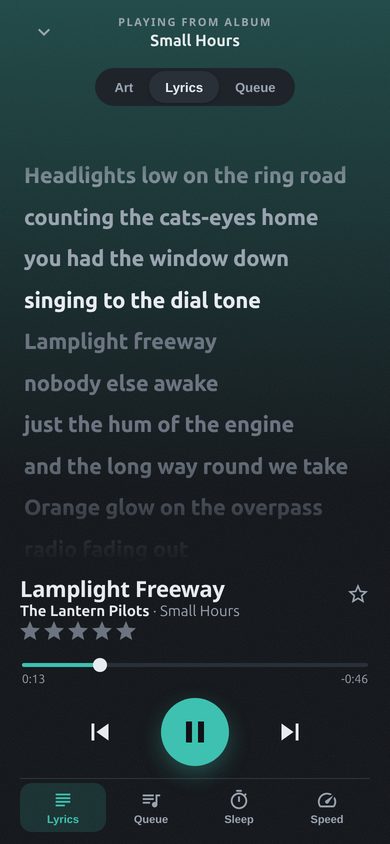 PLAYING FROM ALBUM
Small Hours
Art Lyrics Queue
Headlights low on the ring road
counting the cats-eyes home
you had the window down
singing to the dial tone
Lamplight freeway
nobody else awake
just the hum of the engine
and the long way round we take
Orange glow on the overpass
radio fading out
Lamplight Freeway
The Lantern Pilots · Small Hours
0:13 -0:46
Lyrics Queue Sleep Speed